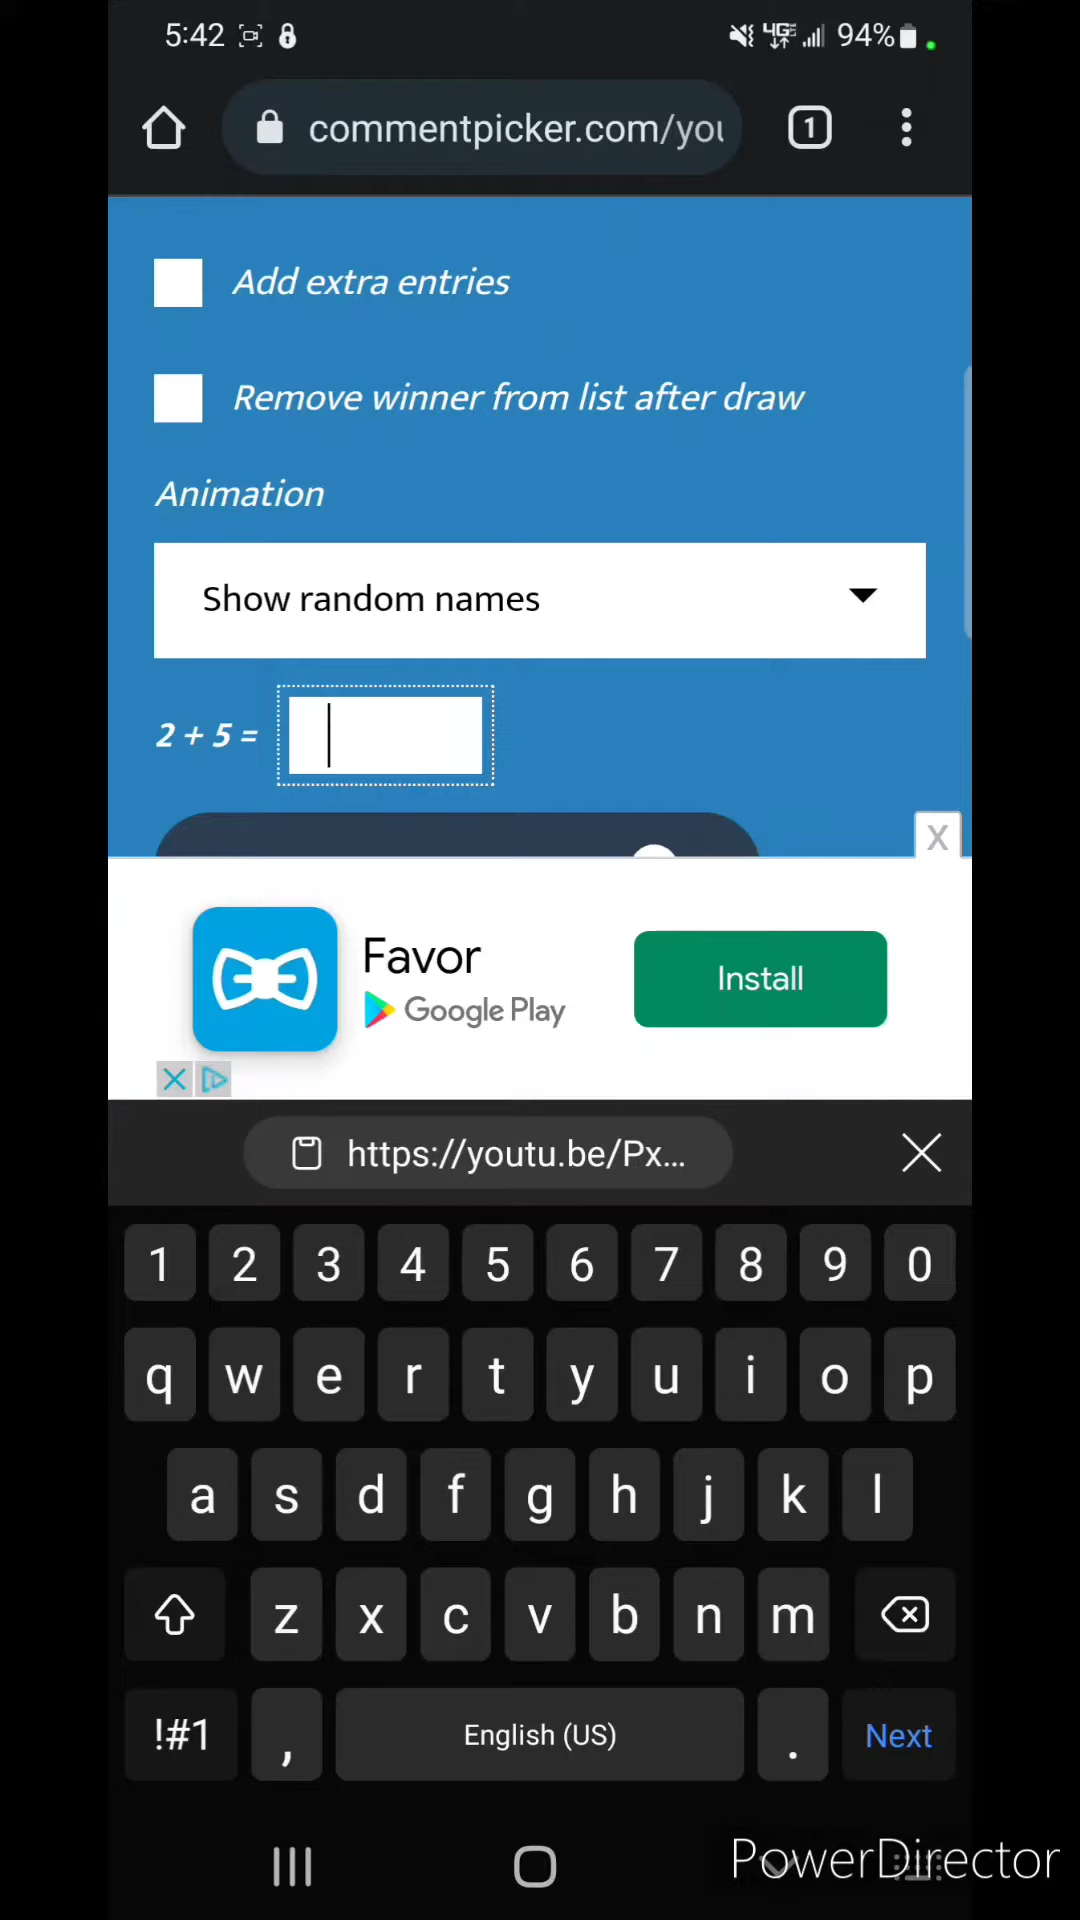 5:42 94%
commentpicker.com/you 1
Add extra entries
Remove winner from list after draw
Animation
Show random names
2 + 5 =
X
Favor
Google Play
Install
https://youtu.be/Px...
1 2 3 4 5 6 7 8 9 0
q w e r t y u i o p
a s d f g h j k l
z x c v b n m
!#1 , English (US) . Next
PowerDirector